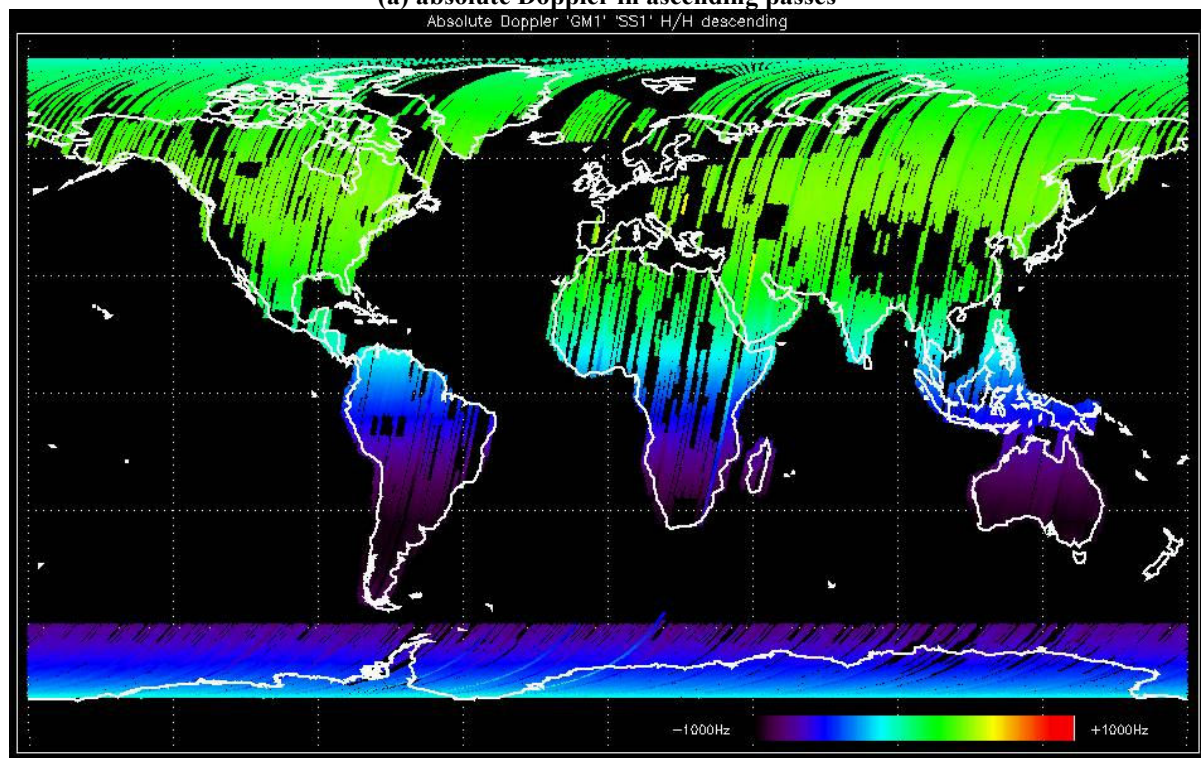 (a) absolute Doppler in ascending passes
Absolute Doppler 'GM1' 'SS1' H/H descending
−1000Hz +1000Hz